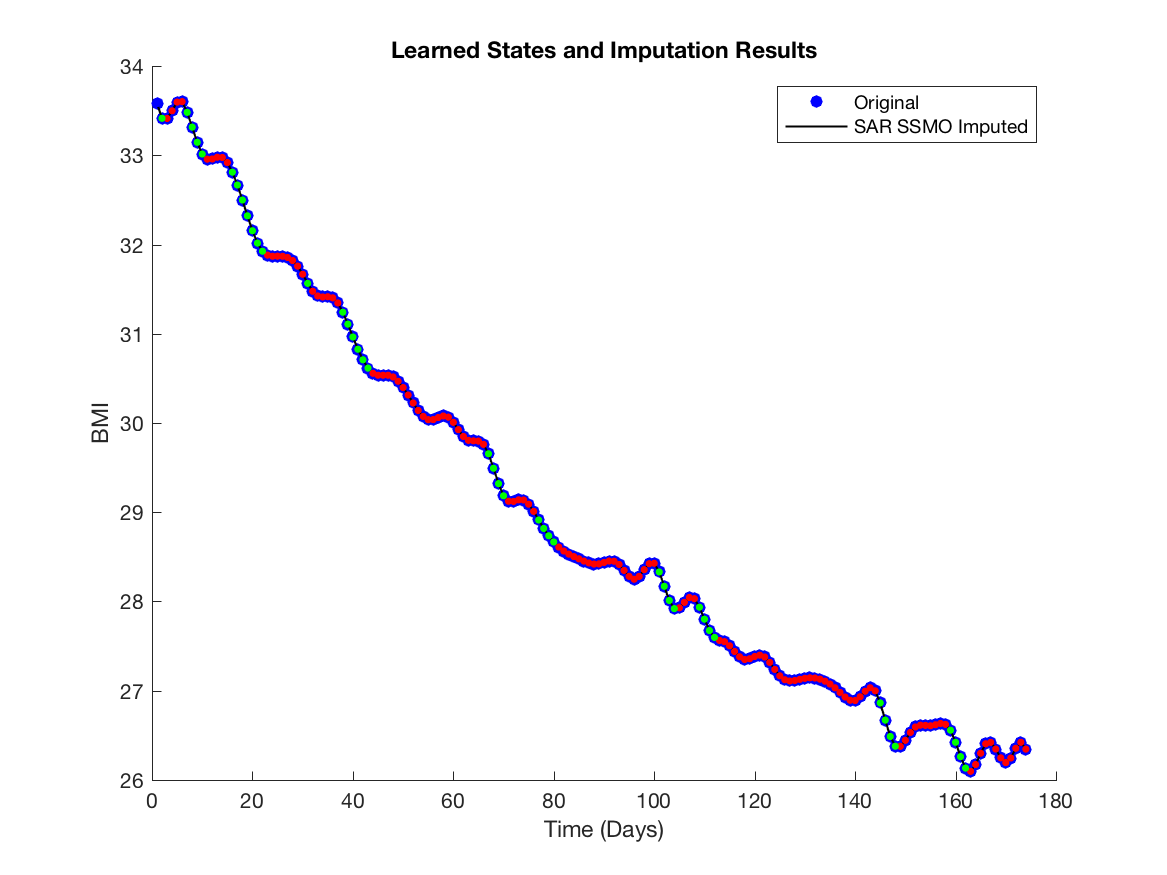 Learned States and Imputation Results
Original
SAR SSMO Imputed
34
33
32
31
30
29
28
27
26
BMI
0 20 40 60 80 100 120 140 160 180
Time (Days)